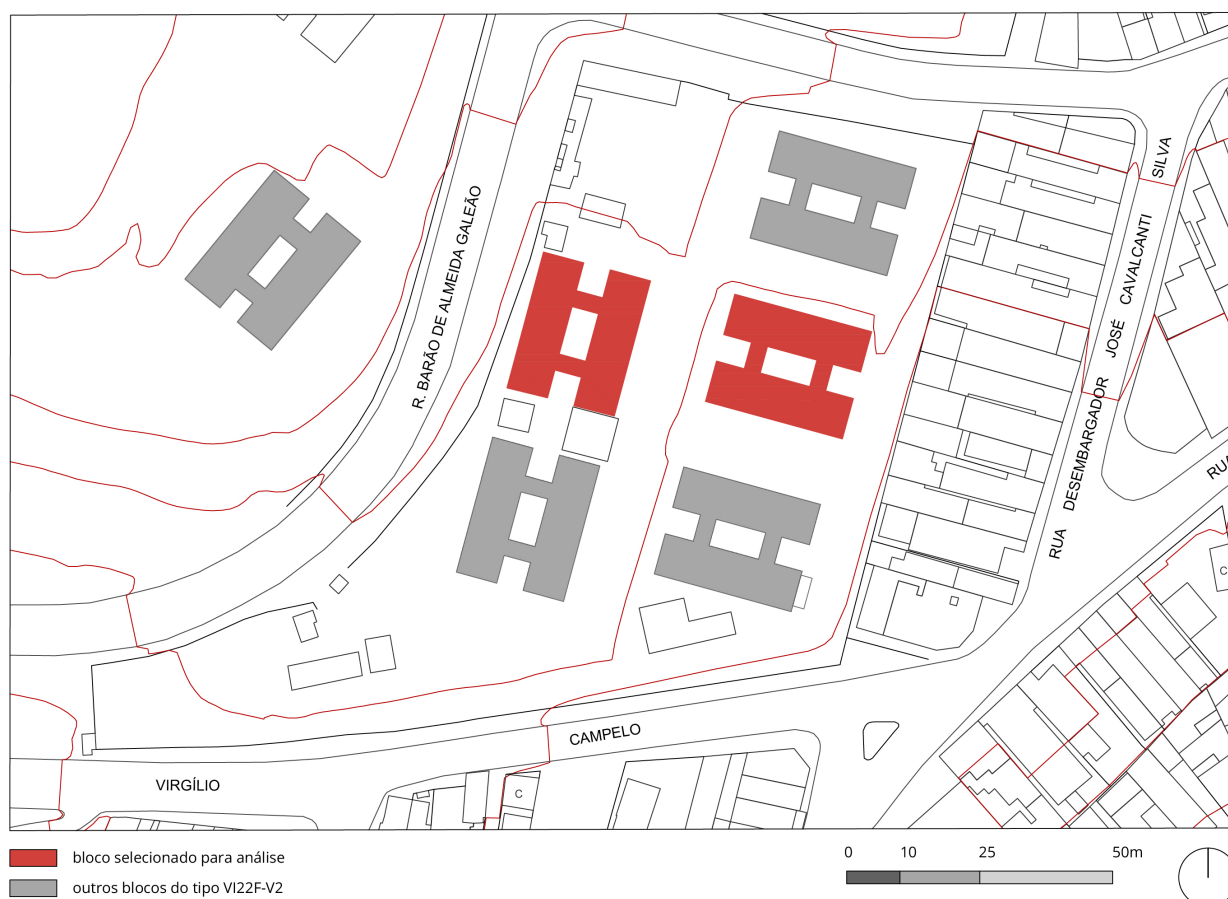 SILVA
R. BARÃO DE ALMEIDA GALEÃO
CAVALCANTI
JOSÉ
DESEMBARGADOR
RUA
RUA
C
CAMPELO
VIRGÍLIO
C
bloco selecionado para análise
outros blocos do tipo VI22F-V2
0 10 25 50m